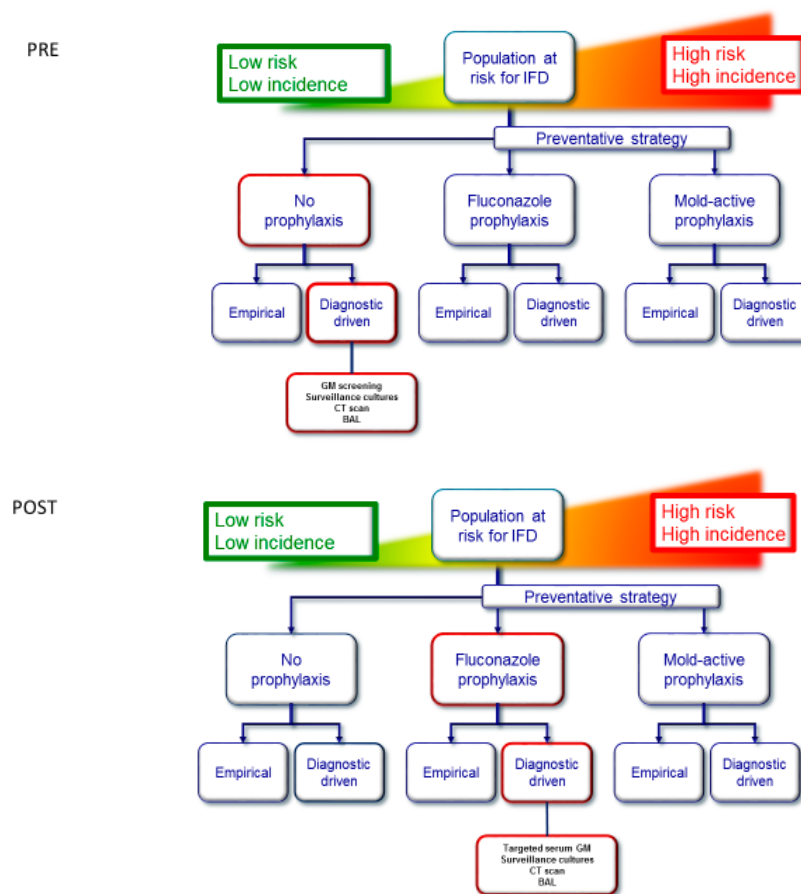 PRE
Low risk
Low incidence
Population at
risk for IFD
High risk
High incidence
Preventative strategy
No
prophylaxis
Fluconazole
prophylaxis
Mold-active
prophylaxis
Empirical
Diagnostic
driven
Empirical
Diagnostic
driven
Empirical
Diagnostic
driven
GM screening
Surveillance cultures
CT scan
BAL
POST
Low risk
Low incidence
Population at
risk for IFD
High risk
High incidence
Preventative strategy
No
prophylaxis
Fluconazole
prophylaxis
Mold-active
prophylaxis
Empirical
Diagnostic
driven
Empirical
Diagnostic
driven
Empirical
Diagnostic
driven
Targeted serum GM
Surveillance cultures
CT scan
BAL